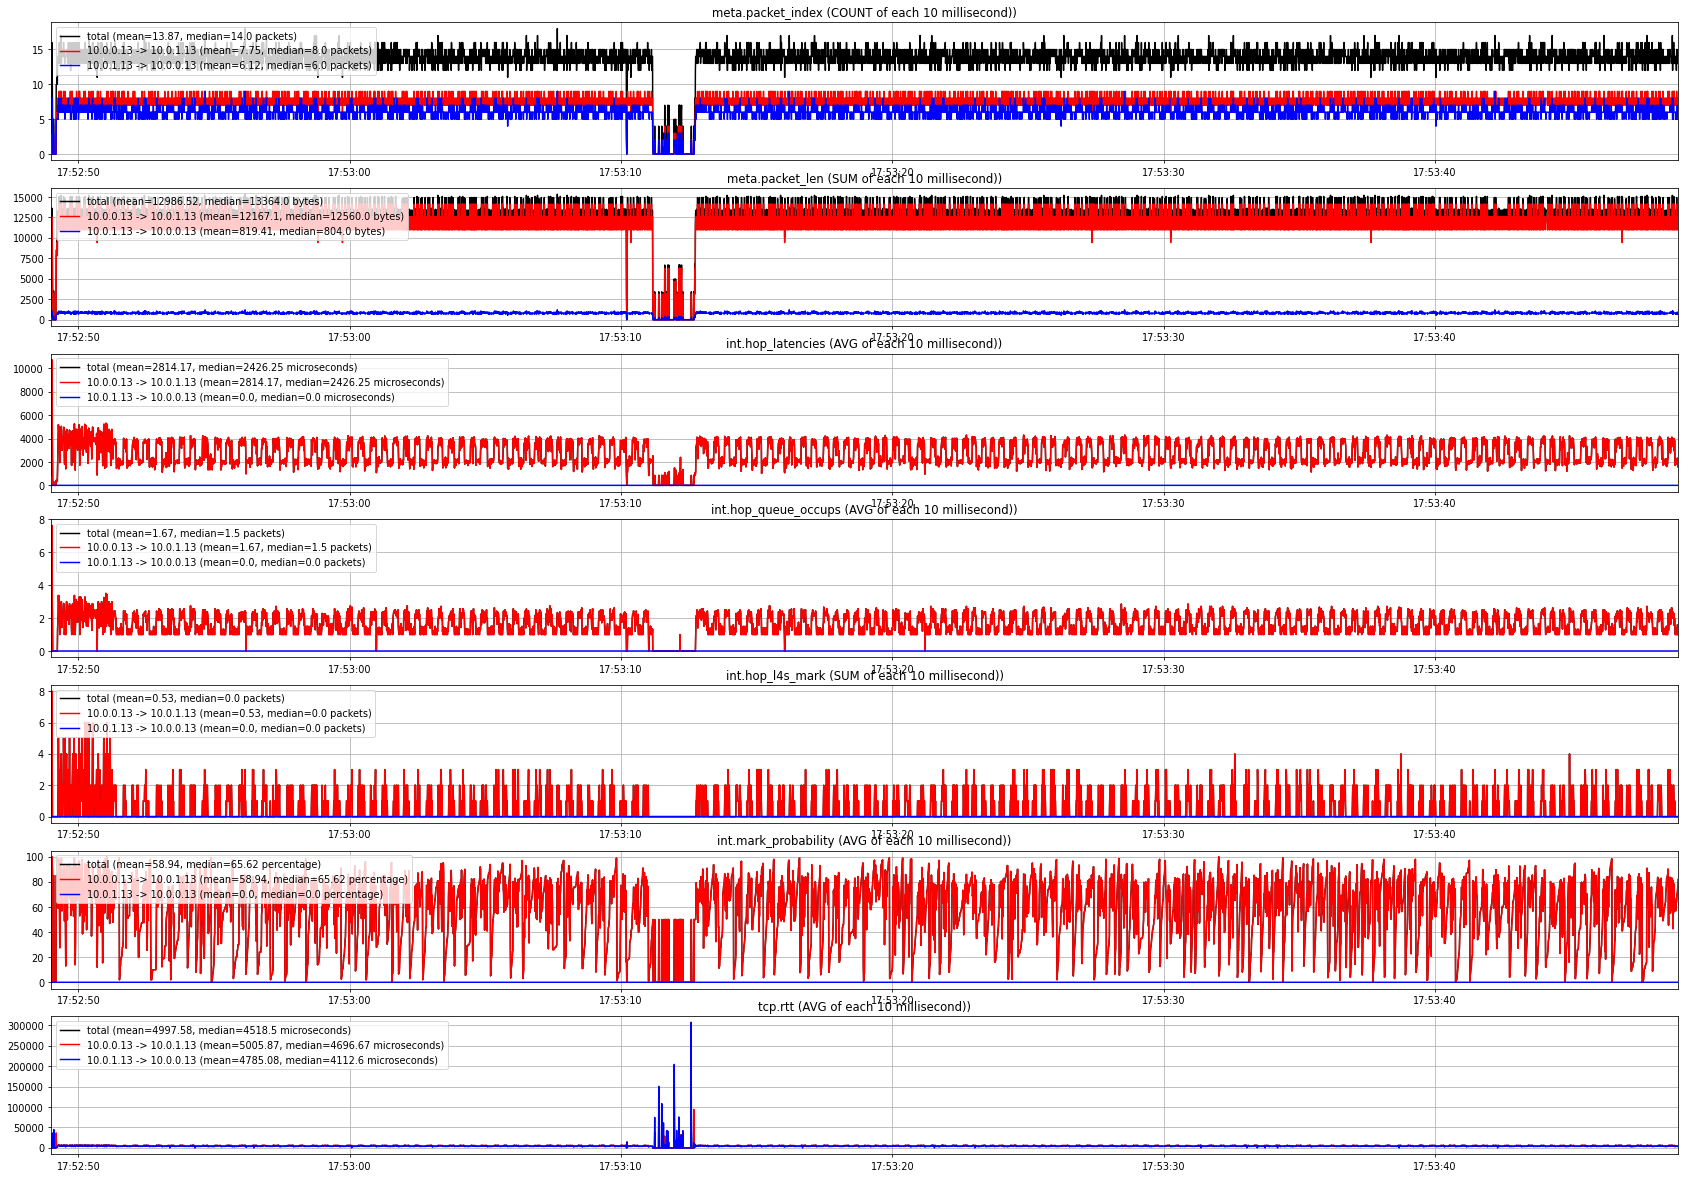 meta.packet_index (COUNT of each 10 millisecond))
total (mean=13.87, median=14.0 packets)
10.0.0.13 -> 10.0.1.13 (mean=7.75, median=8.0 packets)
10.0.1.13 -> 10.0.0.13 (mean=6.12, median=6.0 packets)
15
10
5
0
17:52:50 17:53:00 17:53:10 17:53:20 17:53:30 17:53:40
meta.packet_len (SUM of each 10 millisecond))
total (mean=12986.52, median=13364.0 bytes)
10.0.0.13 -> 10.0.1.13 (mean=12167.1, median=12560.0 bytes)
10.0.1.13 -> 10.0.0.13 (mean=819.41, median=804.0 bytes)
15000
12500
10000
7500
5000
2500
0
17:52:50 17:53:00 17:53:10 17:53:20 17:53:30 17:53:40
int.hop_latencies (AVG of each 10 millisecond))
total (mean=2814.17, median=2426.25 microseconds)
10.0.0.13 -> 10.0.1.13 (mean=2814.17, median=2426.25 microseconds)
10.0.1.13 -> 10.0.0.13 (mean=0.0, median=0.0 microseconds)
10000
8000
6000
4000
2000
0
17:52:50 17:53:00 17:53:10 17:53:20 17:53:30 17:53:40
int.hop_queue_occups (AVG of each 10 millisecond))
total (mean=1.67, median=1.5 packets)
10.0.0.13 -> 10.0.1.13 (mean=1.67, median=1.5 packets)
10.0.1.13 -> 10.0.0.13 (mean=0.0, median=0.0 packets)
8
6
4
2
0
17:52:50 17:53:00 17:53:10 17:53:20 17:53:30 17:53:40
int.hop_l4s_mark (SUM of each 10 millisecond))
total (mean=0.53, median=0.0 packets)
10.0.0.13 -> 10.0.1.13 (mean=0.53, median=0.0 packets)
10.0.1.13 -> 10.0.0.13 (mean=0.0, median=0.0 packets)
8
6
4
2
0
17:52:50 17:53:00 17:53:10 17:53:20 17:53:30 17:53:40
int.mark_probability (AVG of each 10 millisecond))
total (mean=58.94, median=65.62 percentage)
10.0.0.13 -> 10.0.1.13 (mean=58.94, median=65.62 percentage)
10.0.1.13 -> 10.0.0.13 (mean=0.0, median=0.0 percentage)
100
80
60
40
20
0
17:52:50 17:53:00 17:53:10 17:53:20 17:53:30 17:53:40
tcp.rtt (AVG of each 10 millisecond))
total (mean=4997.58, median=4518.5 microseconds)
10.0.0.13 -> 10.0.1.13 (mean=5005.87, median=4696.67 microseconds)
10.0.1.13 -> 10.0.0.13 (mean=4785.08, median=4112.6 microseconds)
300000
250000
200000
150000
100000
50000
0
17:52:50 17:53:00 17:53:10 17:53:20 17:53:30 17:53:40